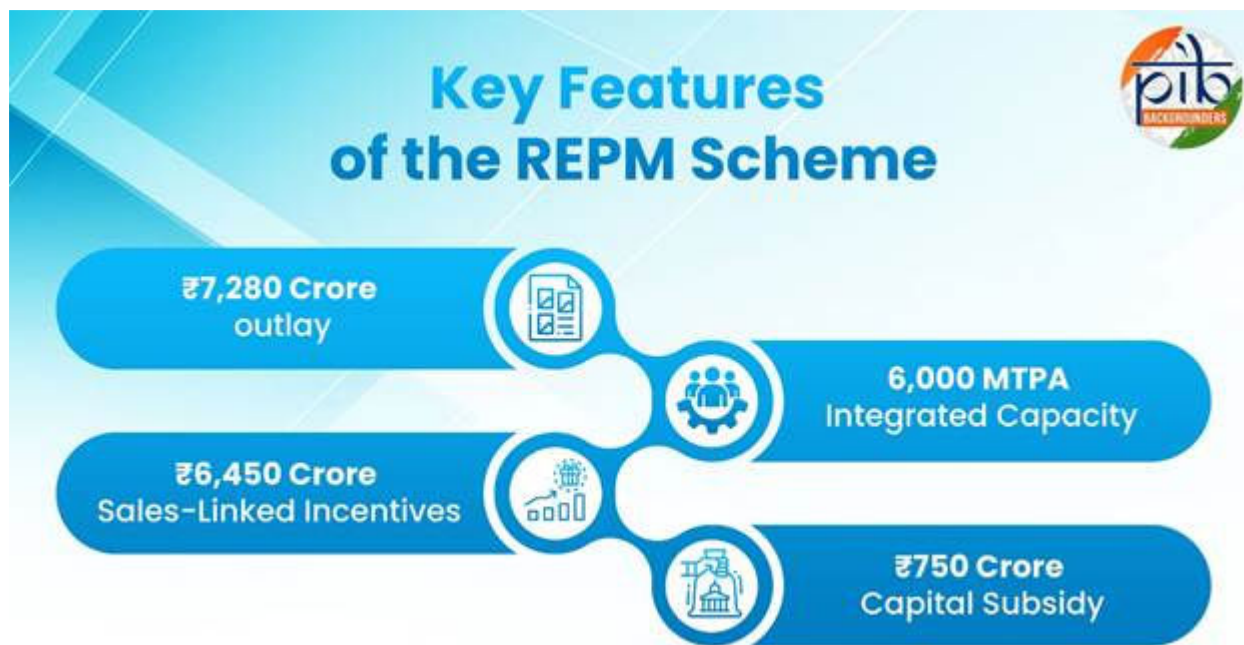 pib
BACKGROUNDERS
Key Features
of the REPM Scheme
₹7,280 Crore
outlay
6,000 MTPA
Integrated Capacity
₹6,450 Crore
Sales-Linked Incentives
₹750 Crore
Capital Subsidy